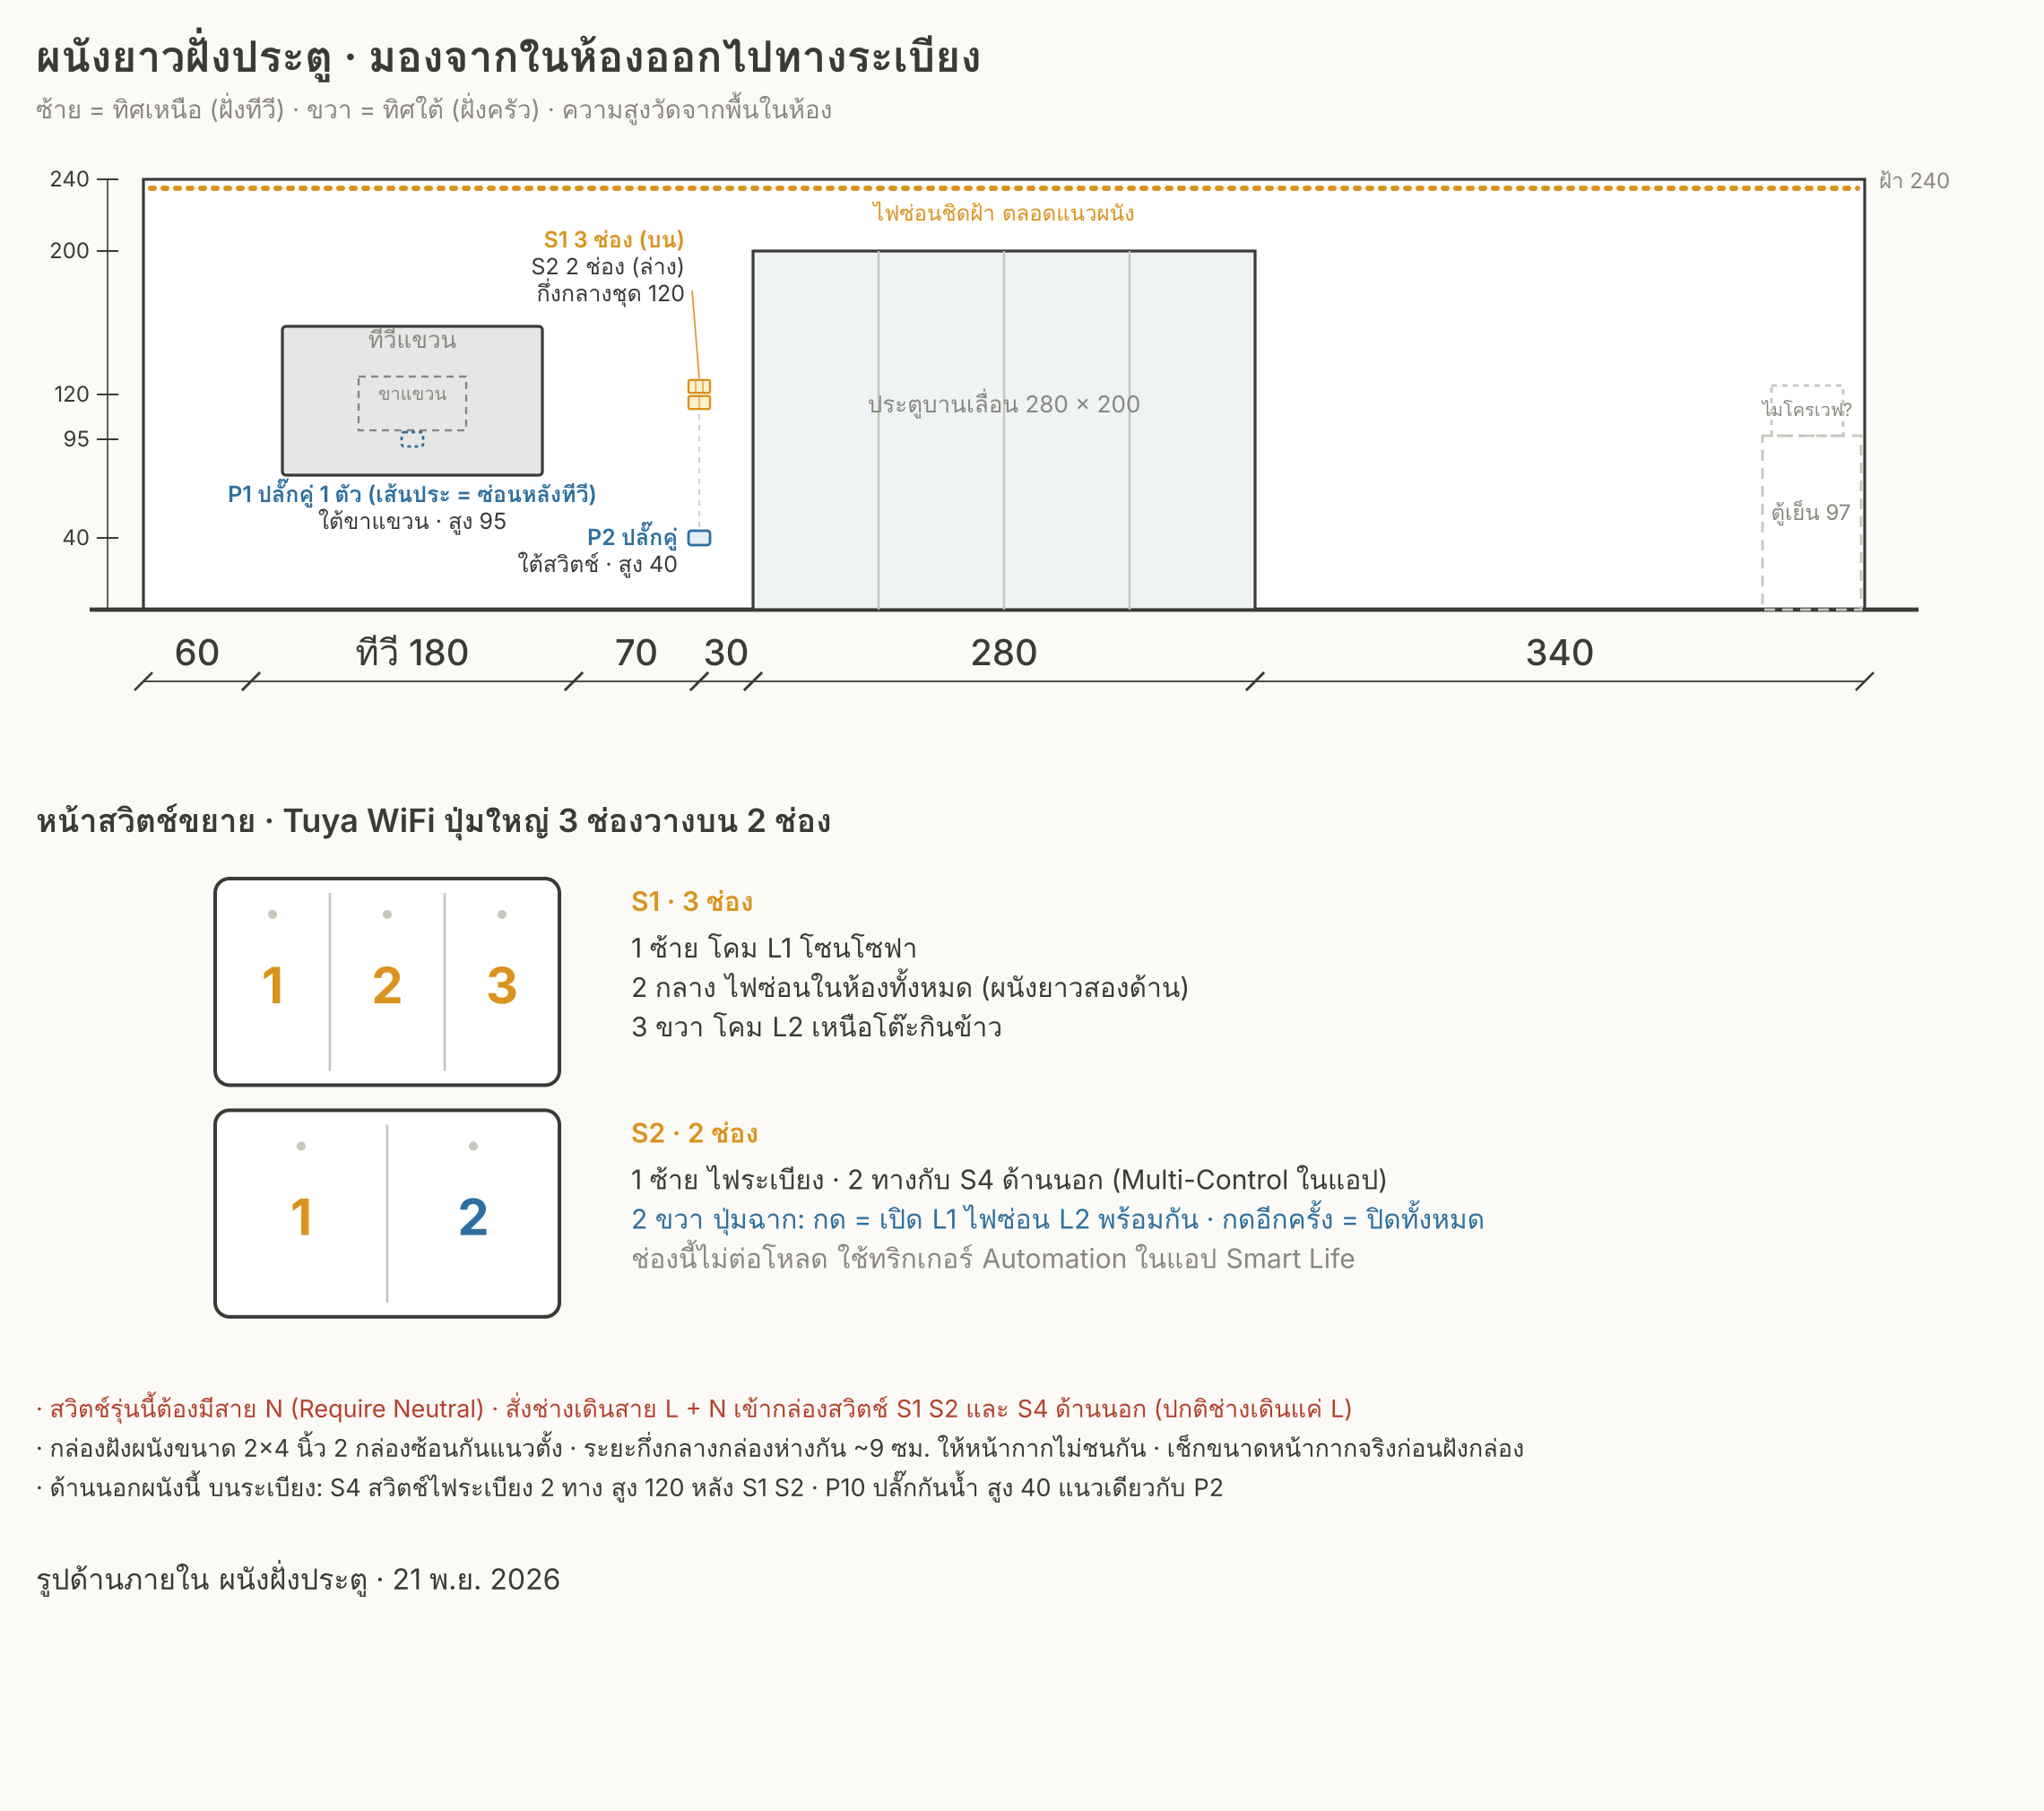 ผนังยาวฝั่งประตู · มองจากในห้องออกไปทางระเบียง
ซ้าย = ทิศเหนือ (ฝั่งทีวี) · ขวา = ทิศใต้ (ฝั่งครัว) · ความสูงวัดจากพื้นในห้อง
240
ฝ้า 240
ไฟซ่อนชิดฝ้า ตลอดแนวผนัง
200
S1 3 ช่อง (บน)
S2 2 ช่อง (ล่าง)
กึ่งกลางชุด 120
ทีวีแขวน
ขาแขวน
120
ประตูบานเลื่อน 280 × 200
ไมโครเวฟ?
95
P1 ปลั๊กคู่ 1 ตัว (เส้นประ = ซ่อนหลังทีวี)
ใต้ขาแขวน · สูง 95
ตู้เย็น 97
40
P2 ปลั๊กคู่
ใต้สวิตช์ · สูง 40
60 ทีวี 180 70 30 280 340
หน้าสวิตช์ขยาย · Tuya WiFi ปุ่มใหญ่ 3 ช่องวางบน 2 ช่อง
1 2 3
S1 · 3 ช่อง
1 ซ้าย โคม L1 โซนโซฟา
2 กลาง ไฟซ่อนในห้องทั้งหมด (ผนังยาวสองด้าน)
3 ขวา โคม L2 เหนือโต๊ะกินข้าว
1 2
S2 · 2 ช่อง
1 ซ้าย ไฟระเบียง · 2 ทางกับ S4 ด้านนอก (Multi-Control ในแอป)
2 ขวา ปุ่มฉาก: กด = เปิด L1 ไฟซ่อน L2 พร้อมกัน · กดอีกครั้ง = ปิดทั้งหมด
ช่องนี้ไม่ต่อโหลด ใช้ทริกเกอร์ Automation ในแอป Smart Life
· สวิตช์รุ่นนี้ต้องมีสาย N (Require Neutral) · สั่งช่างเดินสาย L + N เข้ากล่องสวิตช์ S1 S2 และ S4 ด้านนอก (ปกติช่างเดินแค่ L)
· กล่องฝังผนังขนาด 2×4 นิ้ว 2 กล่องซ้อนกันแนวตั้ง · ระยะกึ่งกลางกล่องห่างกัน ~9 ซม. ให้หน้ากากไม่ชนกัน · เช็กขนาดหน้ากากจริงก่อนฝังกล่อง
· ด้านนอกผนังนี้ บนระเบียง: S4 สวิตช์ไฟระเบียง 2 ทาง สูง 120 หลัง S1 S2 · P10 ปลั๊กกันน้ำ สูง 40 แนวเดียวกับ P2
รูปด้านภายใน ผนังฝั่งประตู · 21 พ.ย. 2026